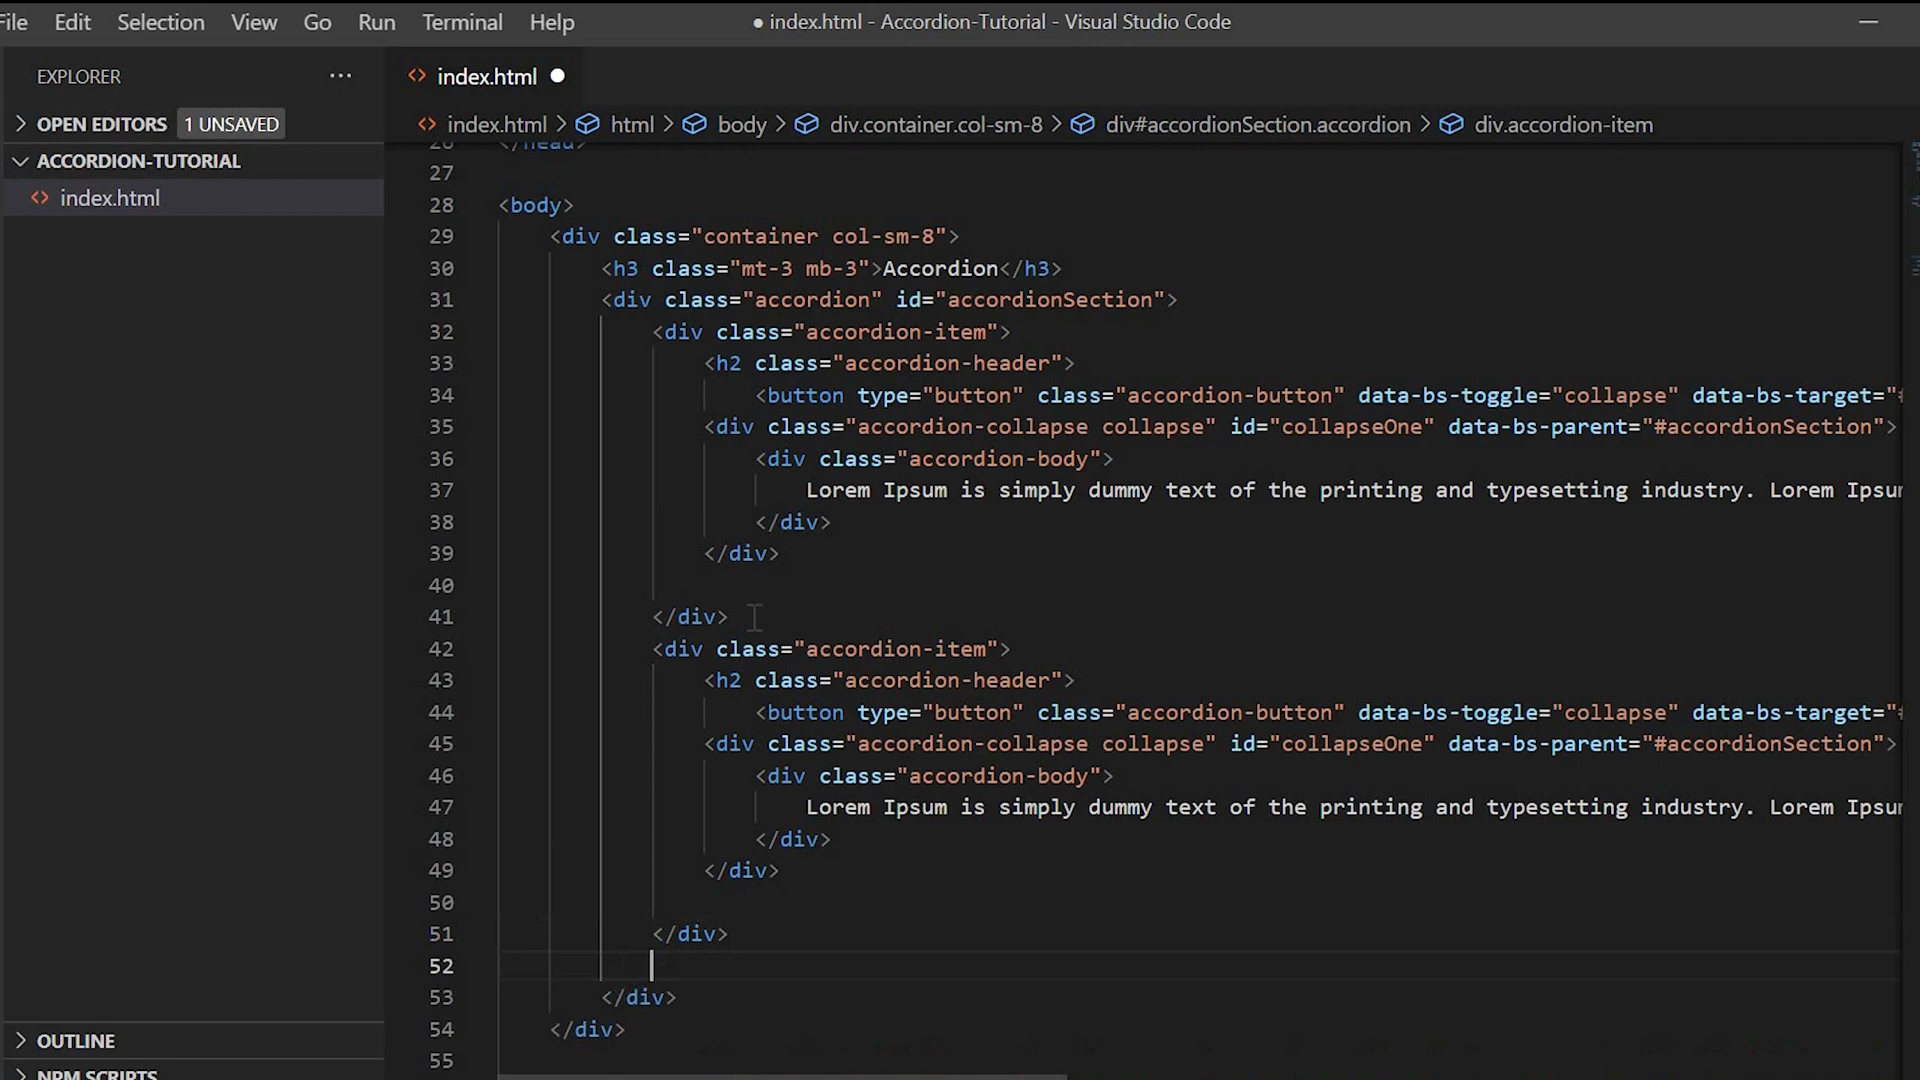 File Edit Selection View Go Run Terminal Help
● index.html - Accordion-Tutorial - Visual Studio Code
EXPLORER ···
OPEN EDITORS 1 UNSAVED
ACCORDION-TUTORIAL
<> index.html
OUTLINE
NPM SCRIPTS
<> index.html ●
<> index.html > html > body > div.container.col-sm-8 > div#accordionSection.accordion > div.accordion-item
26 </head>
27
28 <body>
29 <div class="container col-sm-8">
30 <h3 class="mt-3 mb-3">Accordion</h3>
31 <div class="accordion" id="accordionSection">
32 <div class="accordion-item">
33 <h2 class="accordion-header">
34 <button type="button" class="accordion-button" data-bs-toggle="collapse" data-bs-target="#
35 <div class="accordion-collapse collapse" id="collapseOne" data-bs-parent="#accordionSection">
36 <div class="accordion-body">
37 Lorem Ipsum is simply dummy text of the printing and typesetting industry. Lorem Ipsum
38 </div>
39 </div>
40
41 </div>
42 <div class="accordion-item">
43 <h2 class="accordion-header">
44 <button type="button" class="accordion-button" data-bs-toggle="collapse" data-bs-target="#
45 <div class="accordion-collapse collapse" id="collapseOne" data-bs-parent="#accordionSection">
46 <div class="accordion-body">
47 Lorem Ipsum is simply dummy text of the printing and typesetting industry. Lorem Ipsum
48 </div>
49 </div>
50
51 </div>
52
53 </div>
54 </div>
55